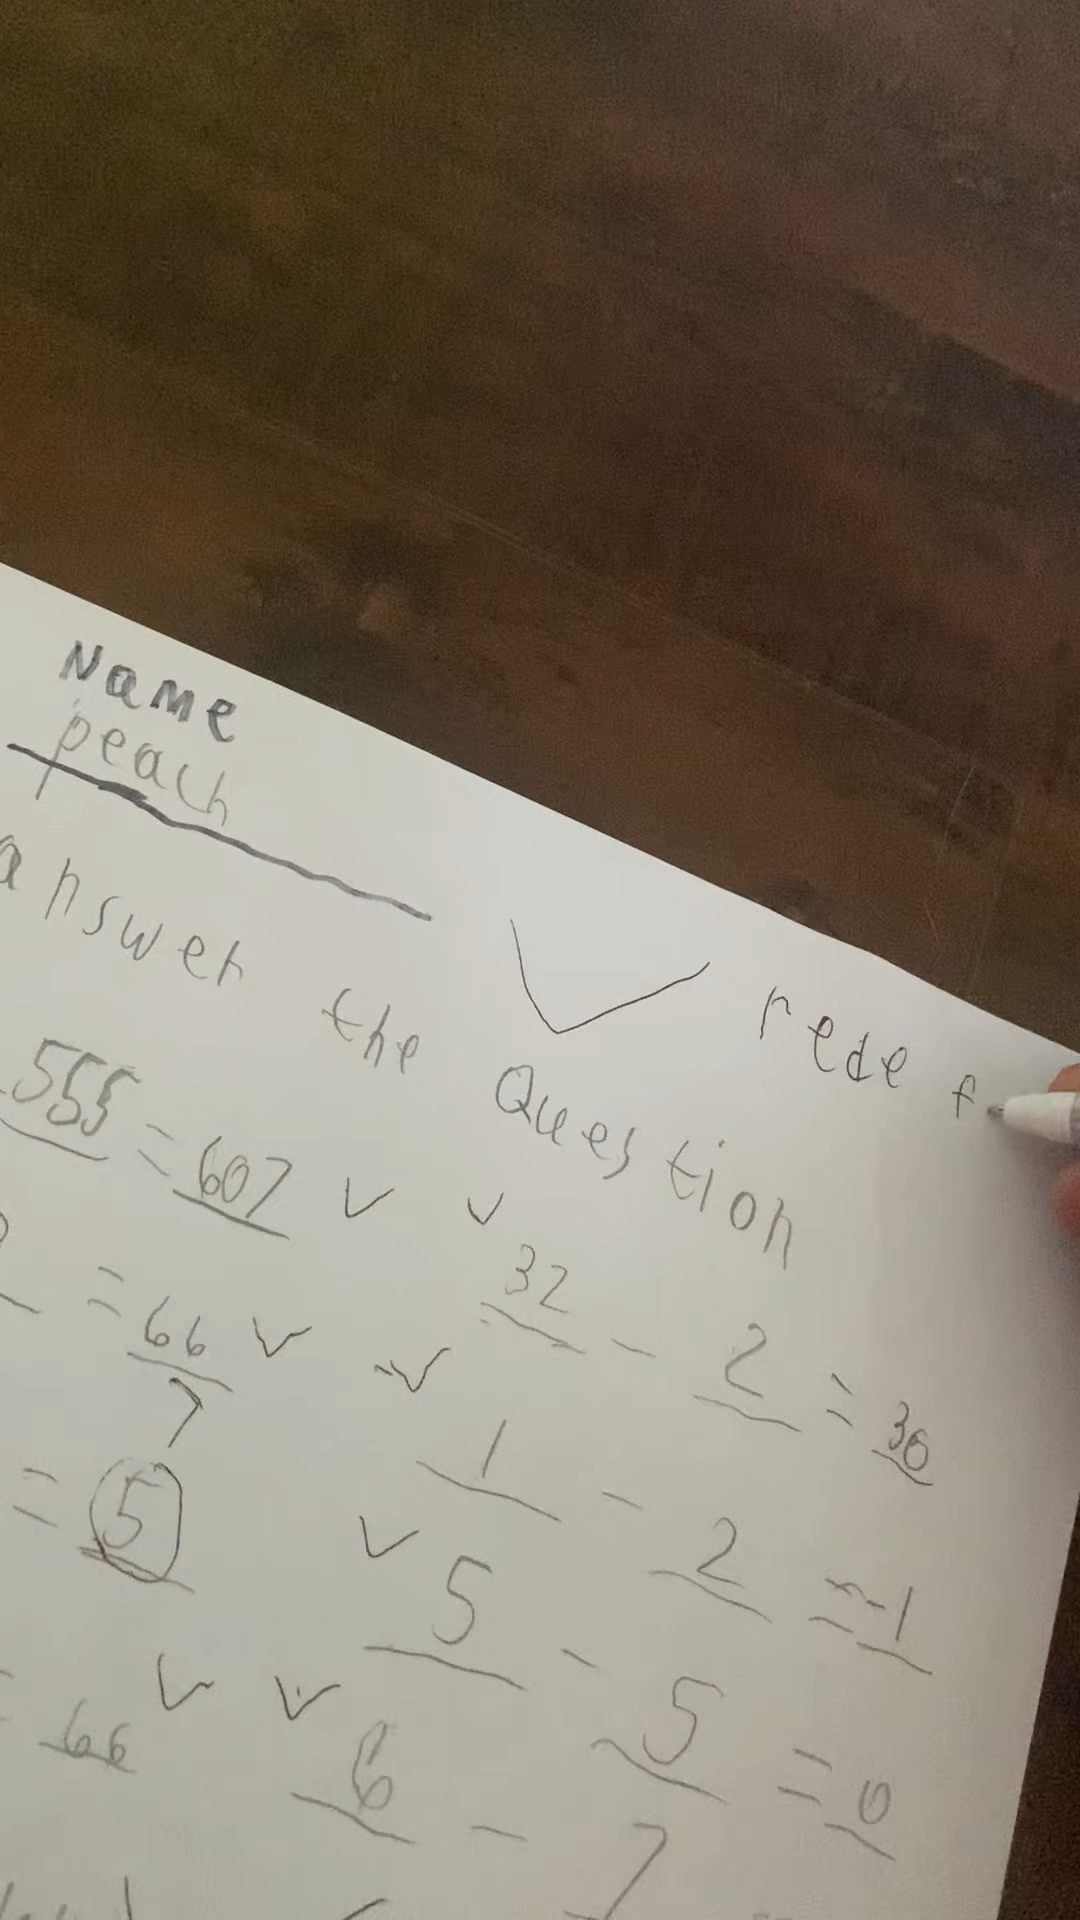 Name
peach
answer the Question
rede f
555 = 607
32 - 2 = 30
= 66
7
1 - 2 = -1
= 5
5 - 5 = 0
66
6 - 7